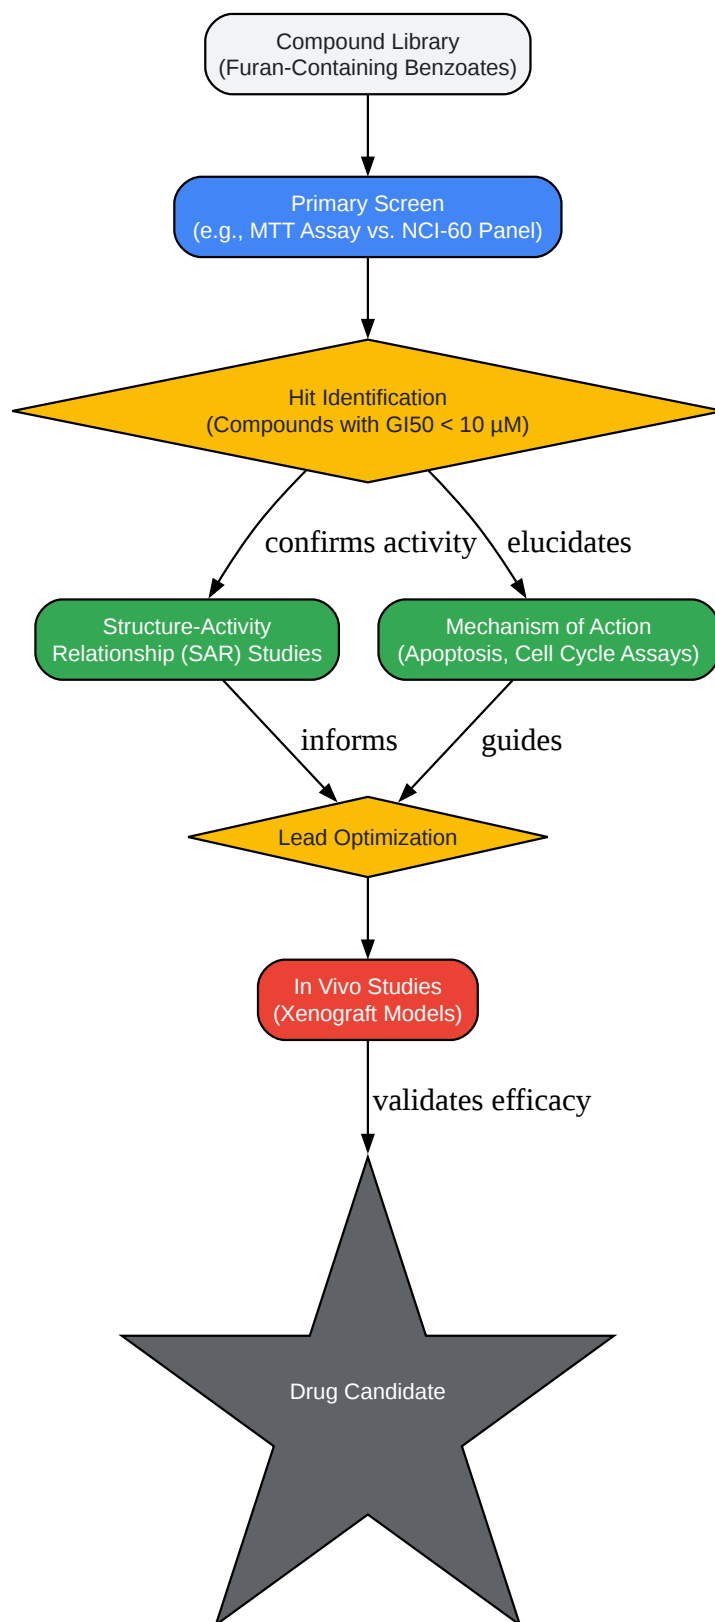 Compound Library
(Furan-Containing Benzoates)
Primary Screen
(e.g., MTT Assay vs. NCI-60 Panel)
Hit Identification
(Compounds with GI50 < 10 µM)
confirms activity
elucidates
Structure-Activity
Relationship (SAR) Studies
Mechanism of Action
(Apoptosis, Cell Cycle Assays)
informs
guides
Lead Optimization
In Vivo Studies
(Xenograft Models)
validates efficacy
Drug Candidate